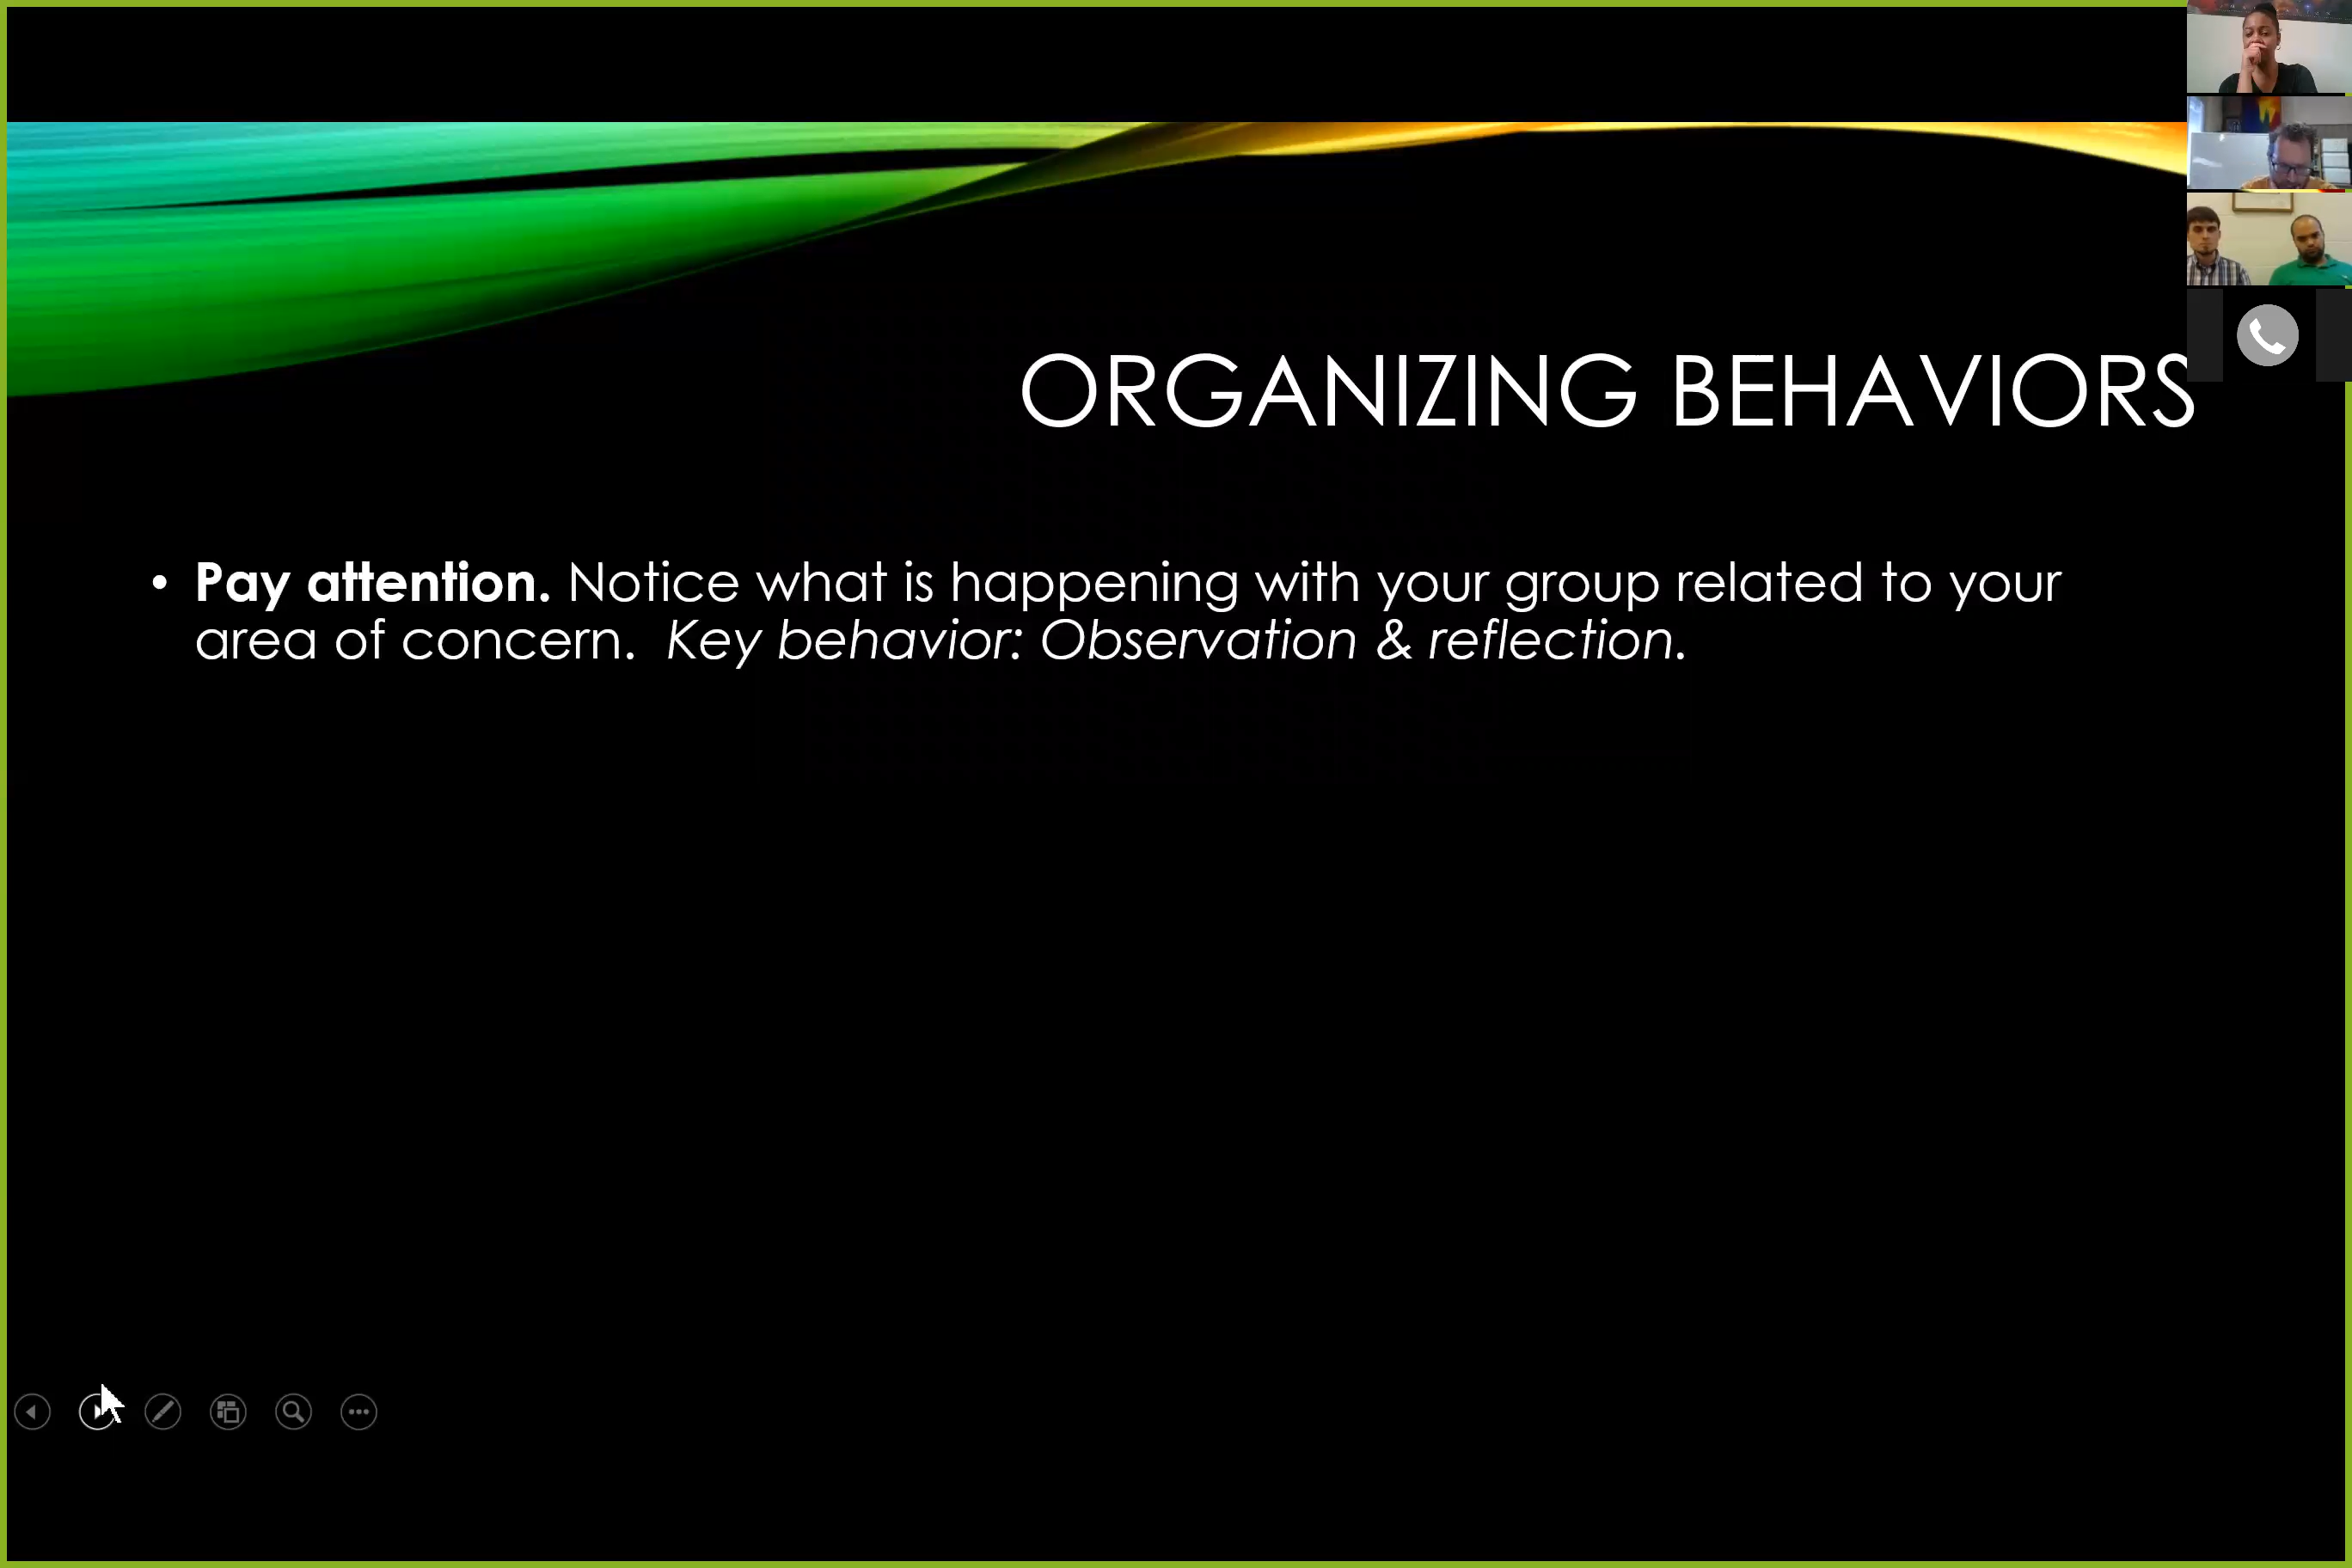 ORGANIZING BEHAVIORS
• Pay attention. Notice what is happening with your group related to your
area of concern.  Key behavior: Observation & reflection.